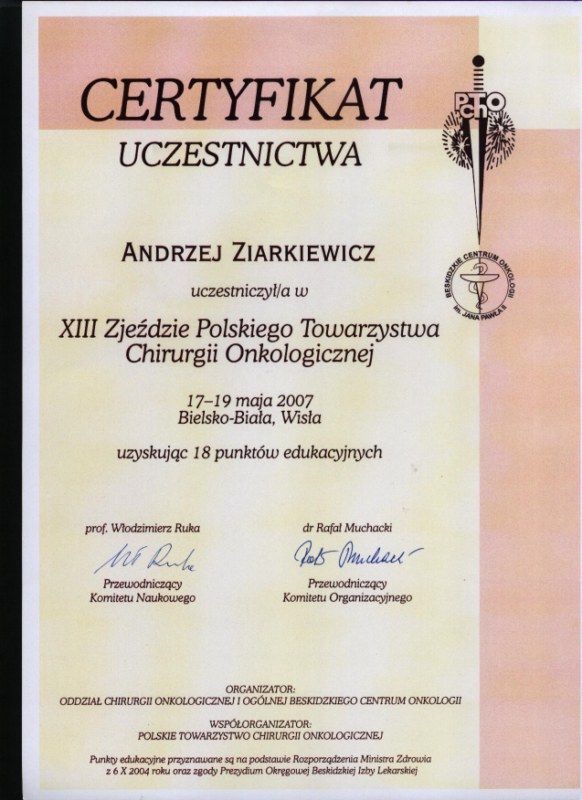 CERTYFIKAT
UCZESTNICTWA
PTChO
BESKIDZKIE CENTRUM ONKOLOGII
IM. JANA PAWŁA II
ANDRZEJ ZIARKIEWICZ
uczestniczył/a w
XIII Zjeździe Polskiego Towarzystwa
Chirurgii Onkologicznej
17–19 maja 2007
Bielsko-Biała, Wisła
uzyskując 18 punktów edukacyjnych
prof. Włodzimierz Ruka
dr Rafał Muchacki
Przewodniczący
Komitetu Naukowego
Przewodniczący
Komitetu Organizacyjnego
ORGANIZATOR:
ODDZIAŁ CHIRURGII ONKOLOGICZNEJ I OGÓLNEJ BESKIDZKIEGO CENTRUM ONKOLOGII
WSPÓŁORGANIZATOR:
POLSKIE TOWARZYSTWO CHIRURGII ONKOLOGICZNEJ
Punkty edukacyjne przyznawane są na podstawie Rozporządzenia Ministra Zdrowia
z 6 X 2004 roku oraz zgody Prezydium Okręgowej Beskidzkiej Izby Lekarskiej